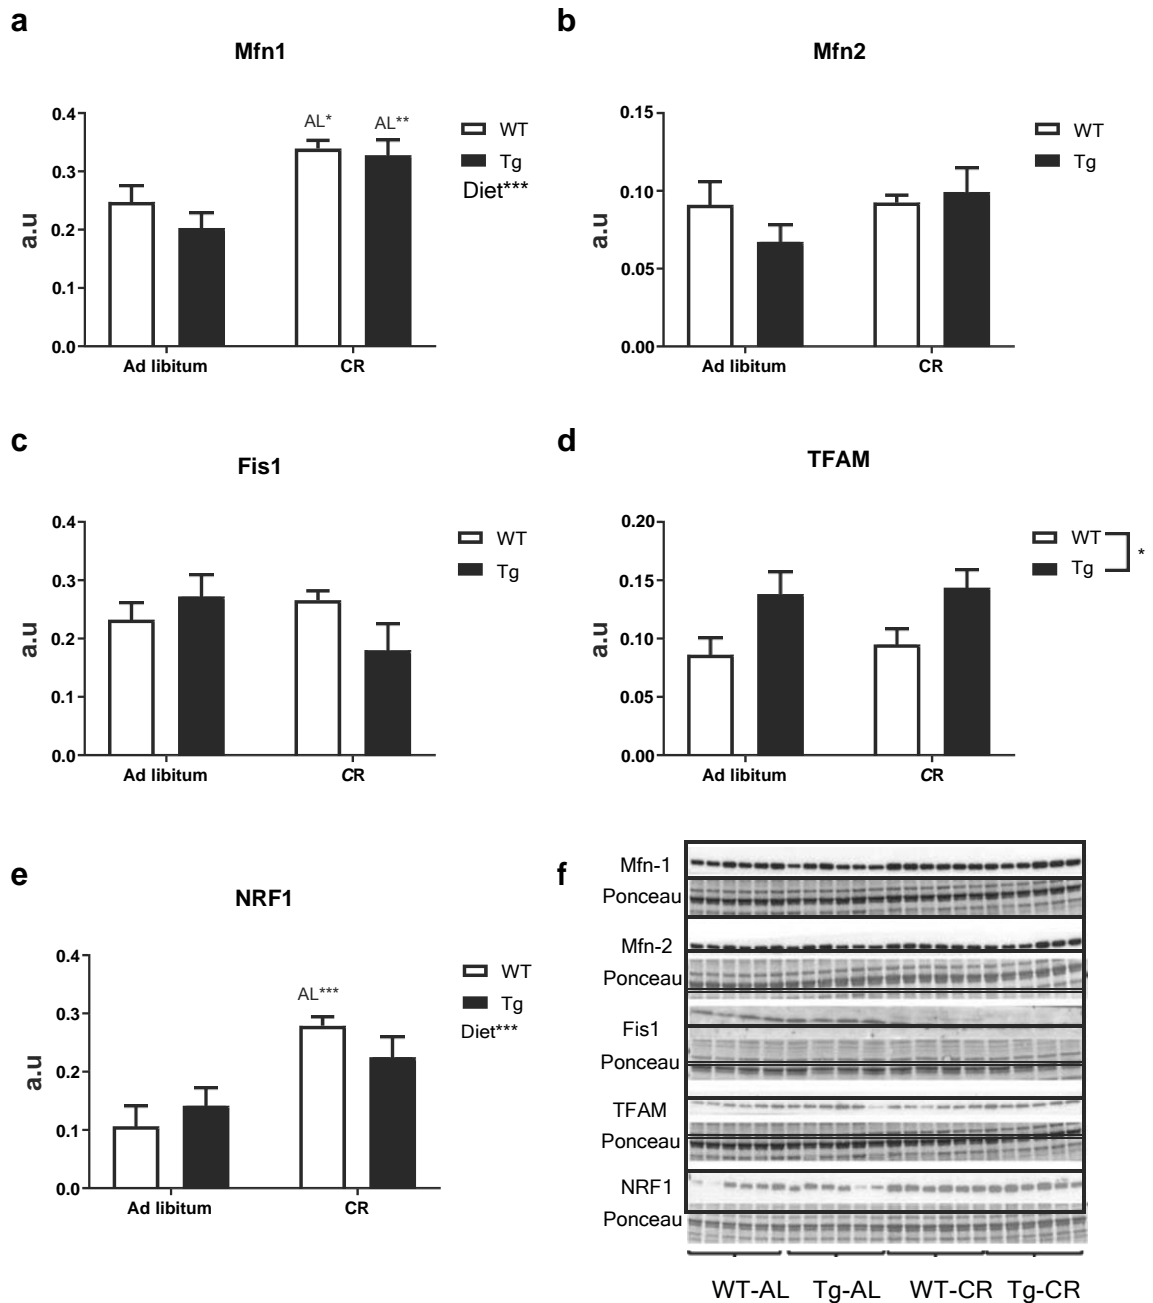 a
Mfn1
0.4
0.3
0.2
0.1
0.0
a.u
AL*
AL**
WT
Tg
Diet***
Ad libitum
CR
b
Mfn2
0.15
0.10
0.05
0.00
a.u
WT
Tg
Ad libitum
CR
c
Fis1
0.4
0.3
0.2
0.1
0.0
a.u
WT
Tg
Ad libitum
CR
d
TFAM
0.20
0.15
0.10
0.05
0.00
a.u
WT
Tg
*
Ad libitum
CR
e
NRF1
0.4
0.3
0.2
0.1
0.0
a.u
AL***
WT
Tg
Diet***
Ad libitum
CR
f
Mfn-1
Ponceau
Mfn-2
Ponceau
Fis1
Ponceau
TFAM
Ponceau
NRF1
Ponceau
WT-AL Tg-AL WT-CR Tg-CR